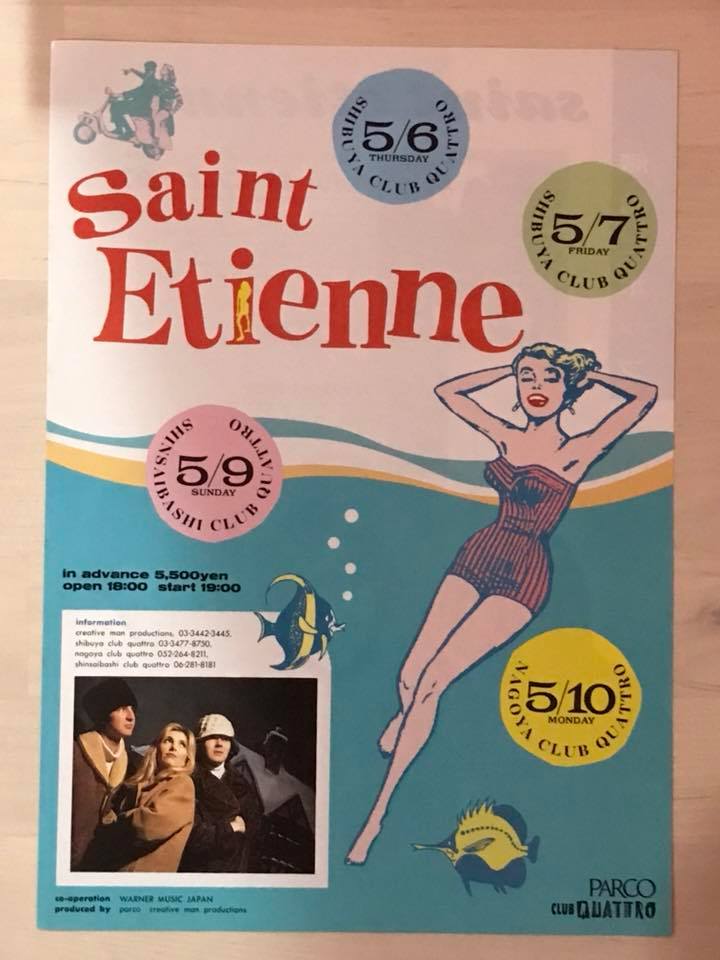 5/6
THURSDAY
SHIBUYA CLUB QUATTRO
5/7
FRIDAY
SHIBUYA CLUB QUATTRO
Saint
Etienne
5/9
SUNDAY
SHINSAIBASHI CLUB QUATTRO
in advance 5,500yen
open 18:00 start 19:00
information
creative man productions, 03-3442-3445,
shibuya club quattro 03-3477-8750,
nagoya club quattro 052-264-8211,
shinsaibashi club quattro 06-281-8181
5/10
MONDAY
NAGOYA CLUB QUATTRO
co-operation WARNER MUSIC JAPAN
produced by parco creative man productions
PARCO
CLUB QUATTRO